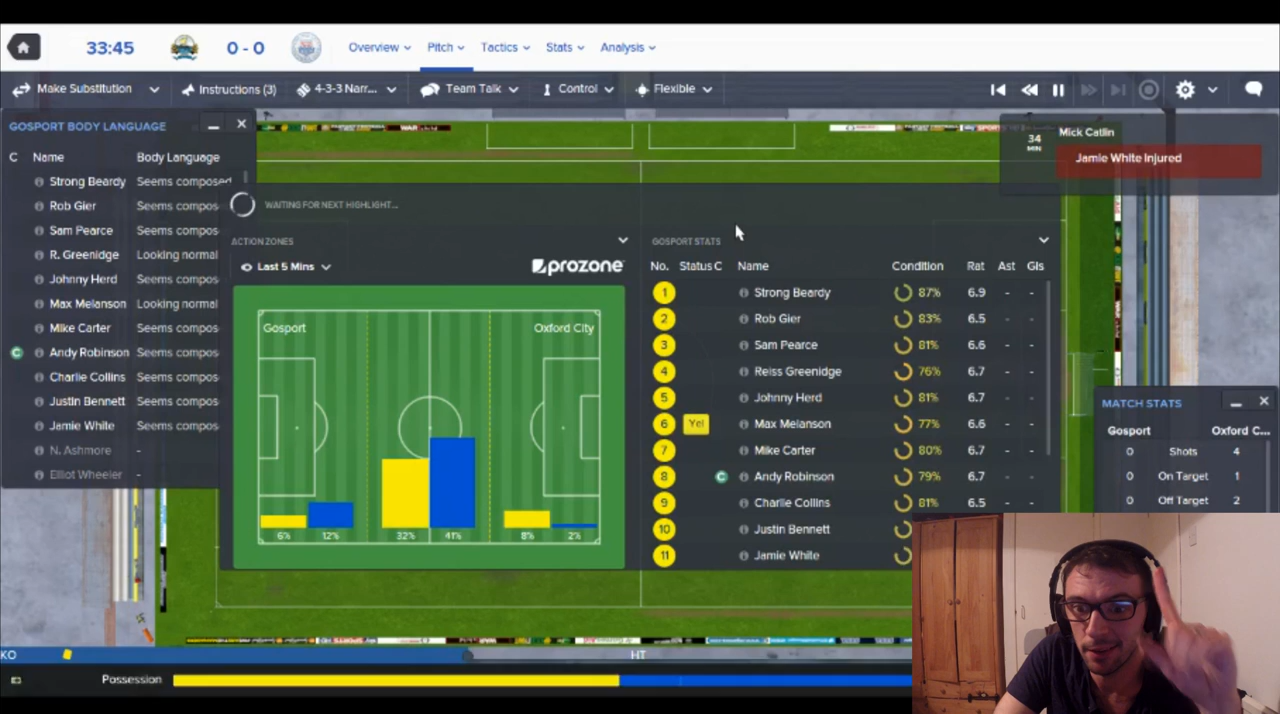 33:45
0 - 0
Overview
Pitch
Tactics
Stats
Analysis
Make Substitution
Instructions (3)
4-3-3 Narr...
Team Talk
Control
Flexible
GOSPORT BODY LANGUAGE
C Name Body Language
Strong Beardy Seems composed
Rob Gier Seems compos
Sam Pearce Seems compos
R. Greenidge Looking normal
Johnny Herd Seems compos
Max Melanson Looking normal
Mike Carter Seems compos
C Andy Robinson Seems compos
Charlie Collins Seems compos
Justin Bennett Seems compos
Jamie White Seems compos
N. Ashmore -
Elliot Wheeler -
WAITING FOR NEXT HIGHLIGHT...
ACTION ZONES
Last 5 Mins
prozone
Gosport Oxford City
6% 12% 32% 41% 8% 2%
GOSPORT STATS
No. Status C Name Condition Rat Ast Gls
1 Strong Beardy 87% 6.9 - -
2 Rob Gier 83% 6.5 - -
3 Sam Pearce 81% 6.6 - -
4 Reiss Greenidge 76% 6.7 - -
5 Johnny Herd 81% 6.7 - -
6 Yel Max Melanson 77% 6.6 - -
7 Mike Carter 80% 6.7 - -
8 C Andy Robinson 79% 6.7 - -
9 Charlie Collins 81% 6.5 - -
10 Justin Bennett
11 Jamie White
34 MIN
Mick Catlin
Jamie White Injured
MATCH STATS
Gosport Oxford C...
0 Shots 4
0 On Target 1
0 Off Target 2
KO
HT
Possession